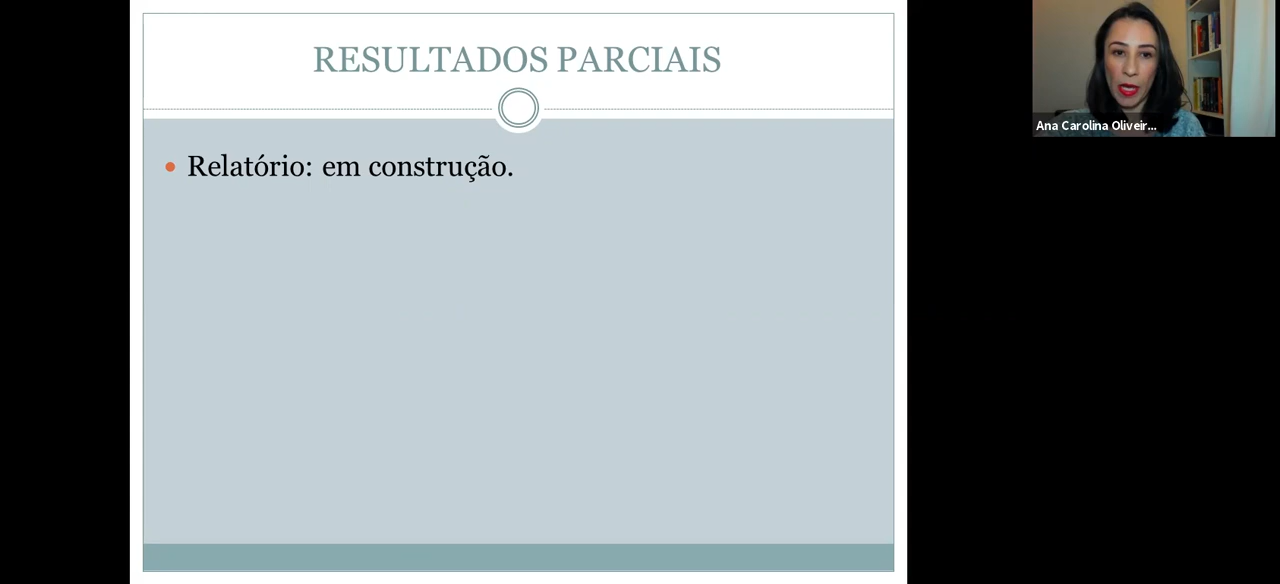 RESULTADOS PARCIAIS
Relatório: em construção.
Ana Carolina Oliveir...